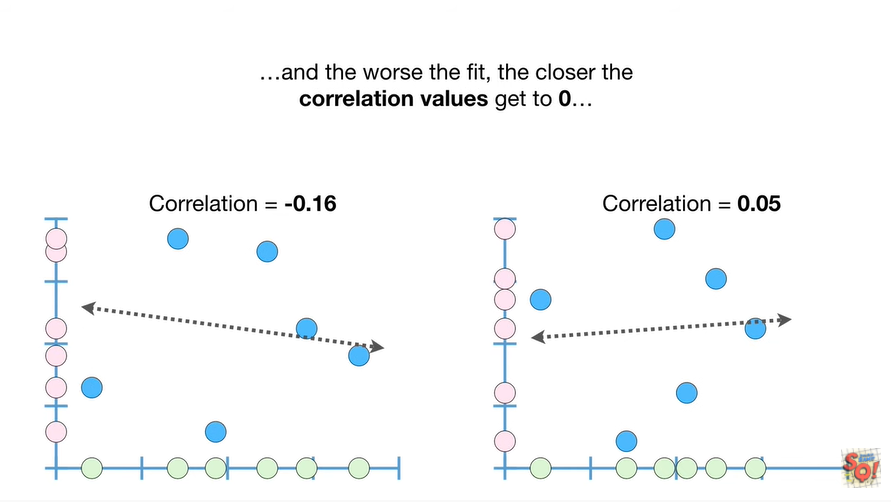 …and the worse the fit, the closer the
correlation values get to 0…
Correlation = -0.16
Correlation = 0.05
SQ!